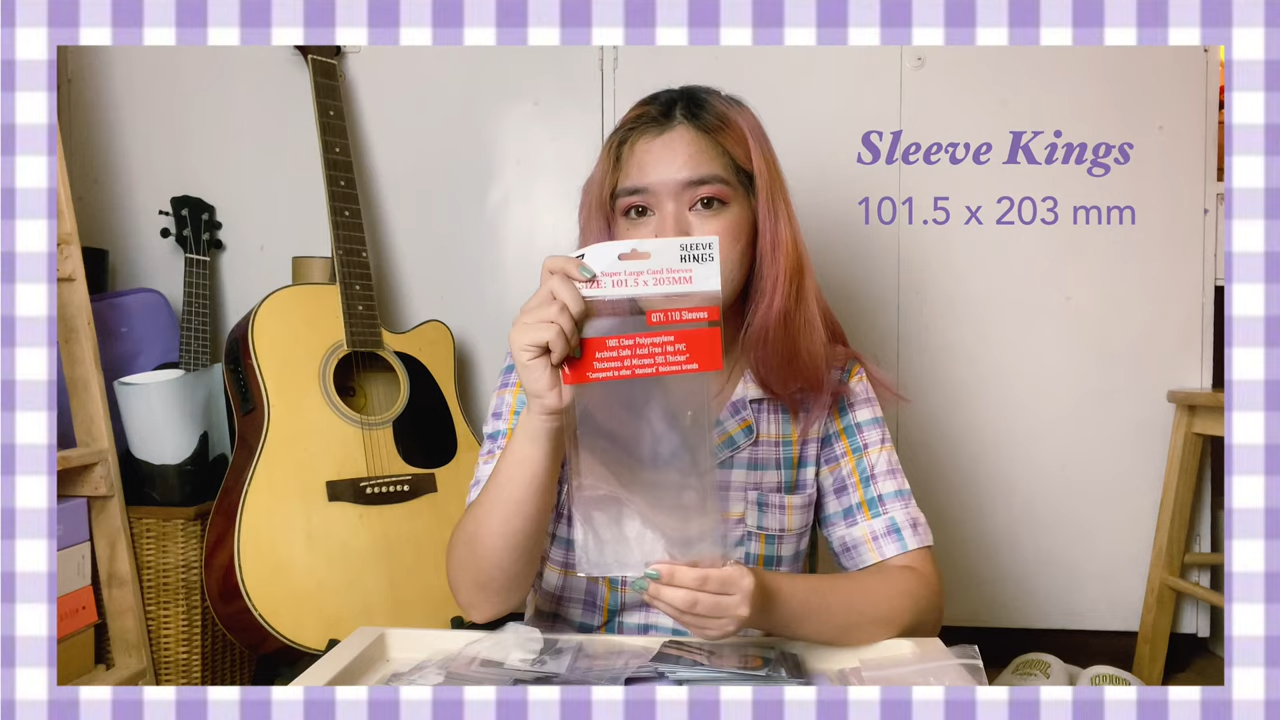 Sleeve Kings
101.5 x 203 mm
SLEEVE
KINGS
Super Large Card Sleeves
SIZE: 101.5 x 203MM
QTY: 110 Sleeves
100% Clear Polypropylene
Archival Safe / Acid Free / No PVC
Thickness: 60 Microns 50% Thicker*
*Compared to other "standard" thickness brands